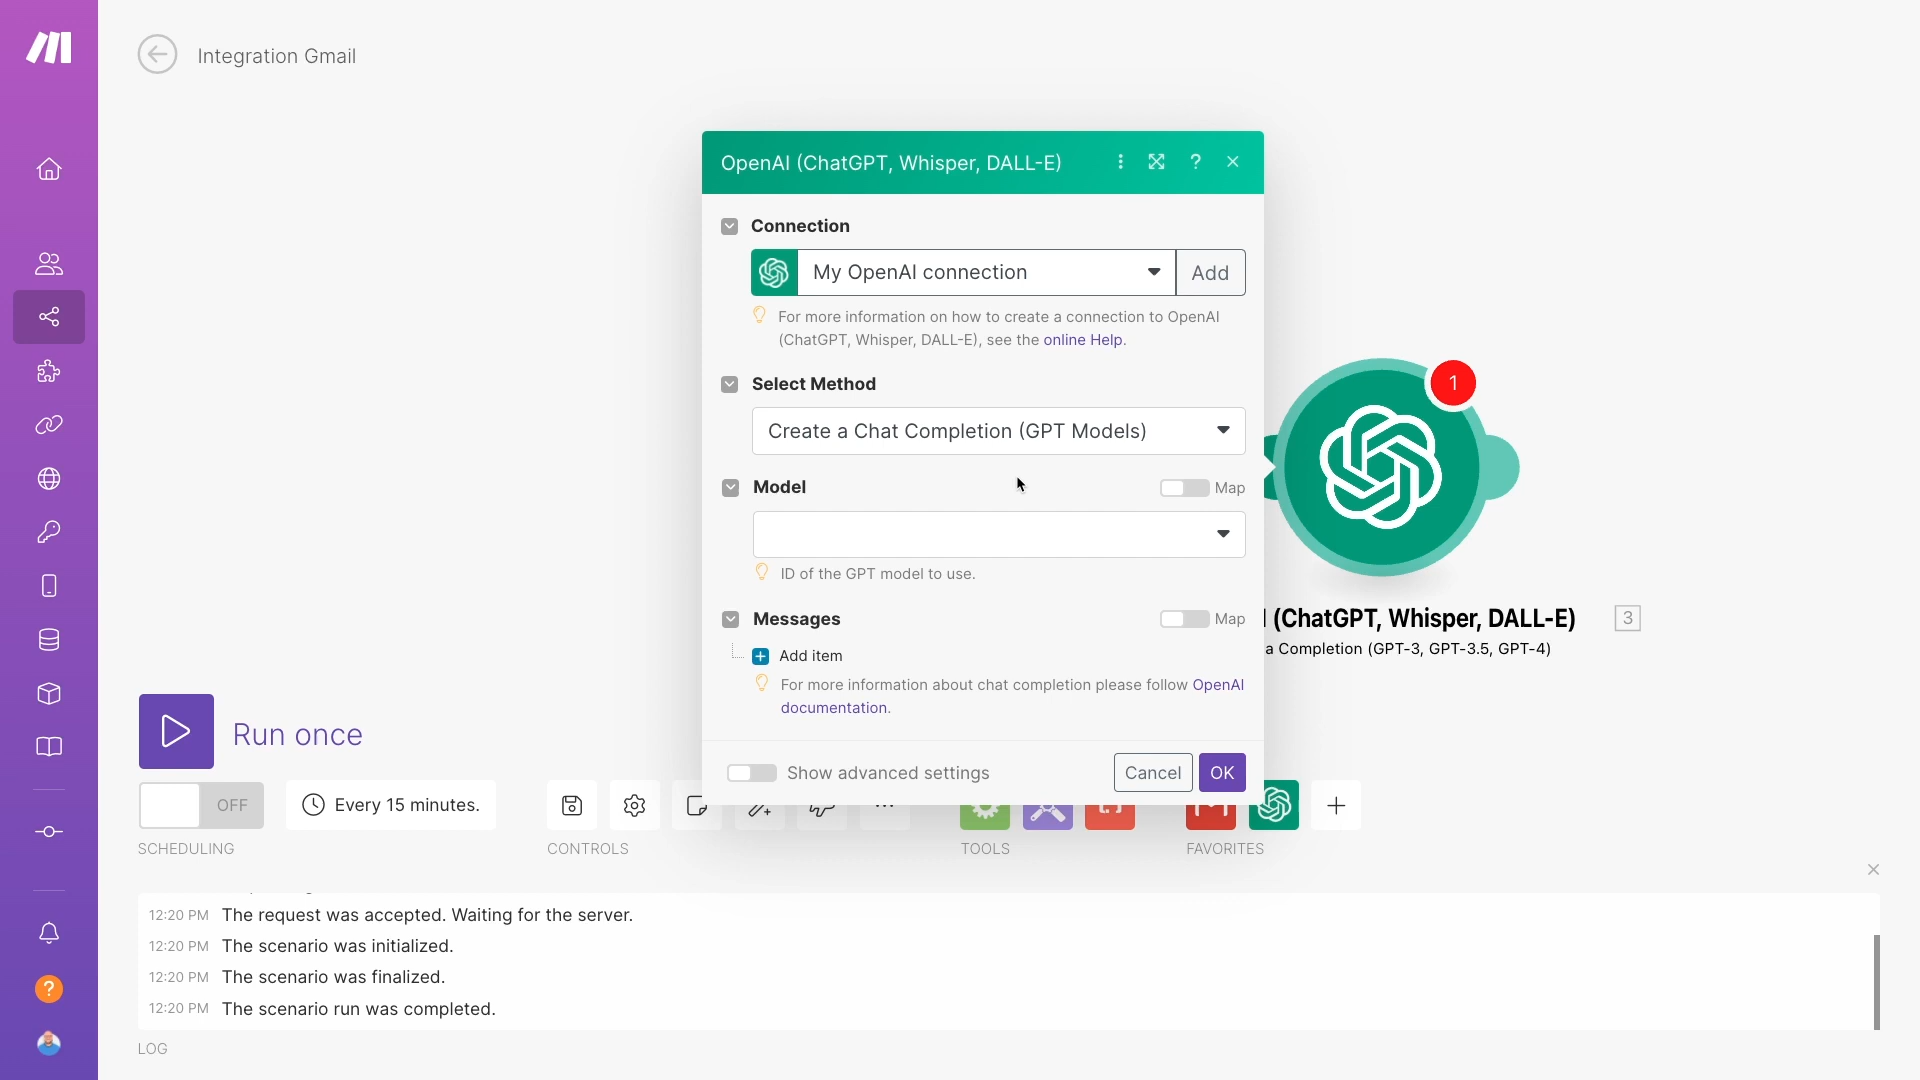 Integration Gmail
OpenAI (ChatGPT, Whisper, DALL-E)
?
Connection
My OpenAI connection
Add
For more information on how to create a connection to OpenAI
(ChatGPT, Whisper, DALL-E), see the online Help.
Select Method
Create a Chat Completion (GPT Models)
1
Model
Map
ID of the GPT model to use.
Messages
Map
(ChatGPT, Whisper, DALL-E)
3
a Completion (GPT-3, GPT-3.5, GPT-4)
Add item
For more information about chat completion please follow OpenAI
documentation.
Run once
Show advanced settings
Cancel
OK
OFF
Every 15 minutes.
SCHEDULING
CONTROLS
TOOLS
FAVORITES
12:20 PM The request was accepted. Waiting for the server.
12:20 PM The scenario was initialized.
12:20 PM The scenario was finalized.
12:20 PM The scenario run was completed.
?
LOG